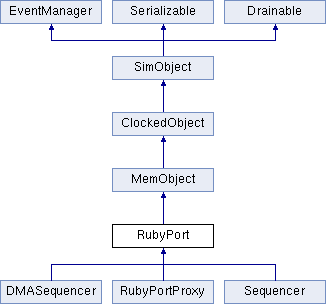 EventManager Serializable Drainable
SimObject
ClockedObject
MemObject
RubyPort
DMASequencer RubyPortProxy Sequencer